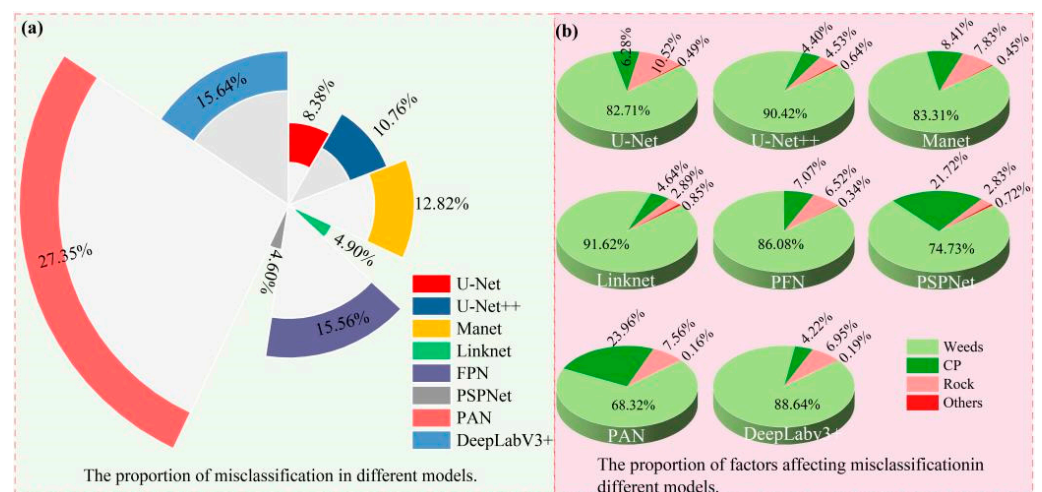 (a)
15.64%
8.38%
10.76%
12.82%
27.35%
4.90%
4.60%
15.56%
U-Net
U-Net++
Manet
Linknet
FPN
PSPNet
PAN
DeepLabV3+
The proportion of misclassification in different models.
(b)
6.28%
10.52%
0.49%
82.71%
U-Net
4.40%
4.53%
0.64%
90.42%
U-Net++
8.41%
7.83%
0.45%
83.31%
Manet
4.64%
2.89%
0.85%
91.62%
Linknet
7.07%
6.52%
0.34%
86.08%
PFN
21.72%
2.83%
0.72%
74.73%
PSPNet
23.96%
7.56%
0.16%
68.32%
PAN
4.22%
6.95%
0.19%
88.64%
DeepLabv3+
Weeds
CP
Rock
Others
The proportion of factors affecting misclassificationin
different models.